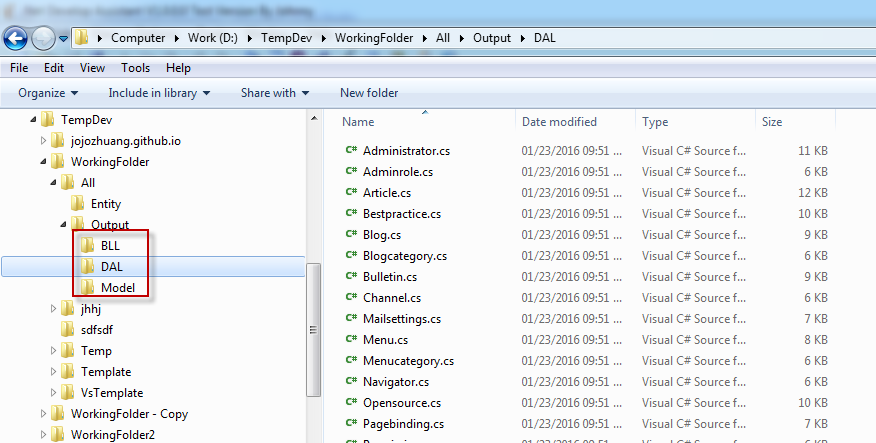 Computer Work (D:) TempDev WorkingFolder All Output DAL
File Edit View Tools Help
Organize Include in library Share with New folder
TempDev
jojozhuang.github.io
WorkingFolder
All
Entity
Output
BLL
DAL
Model
jhhj
sdfsdf
Temp
Template
VsTemplate
WorkingFolder - Copy
WorkingFolder2
Name Date modified Type Size
C# Administrator.cs 01/23/2016 09:51 ... Visual C# Source f... 11 KB
C# Adminrole.cs 01/23/2016 09:51 ... Visual C# Source f... 6 KB
C# Article.cs 01/23/2016 09:51 ... Visual C# Source f... 12 KB
C# Bestpractice.cs 01/23/2016 09:51 ... Visual C# Source f... 10 KB
C# Blog.cs 01/23/2016 09:51 ... Visual C# Source f... 9 KB
C# Blogcategory.cs 01/23/2016 09:51 ... Visual C# Source f... 6 KB
C# Bulletin.cs 01/23/2016 09:51 ... Visual C# Source f... 9 KB
C# Channel.cs 01/23/2016 09:51 ... Visual C# Source f... 6 KB
C# Mailsettings.cs 01/23/2016 09:51 ... Visual C# Source f... 7 KB
C# Menu.cs 01/23/2016 09:51 ... Visual C# Source f... 8 KB
C# Menucategory.cs 01/23/2016 09:51 ... Visual C# Source f... 6 KB
C# Navigator.cs 01/23/2016 09:51 ... Visual C# Source f... 6 KB
C# Opensource.cs 01/23/2016 09:51 ... Visual C# Source f... 10 KB
C# Pagebinding.cs 01/23/2016 09:51 ... Visual C# Source f... 7 KB